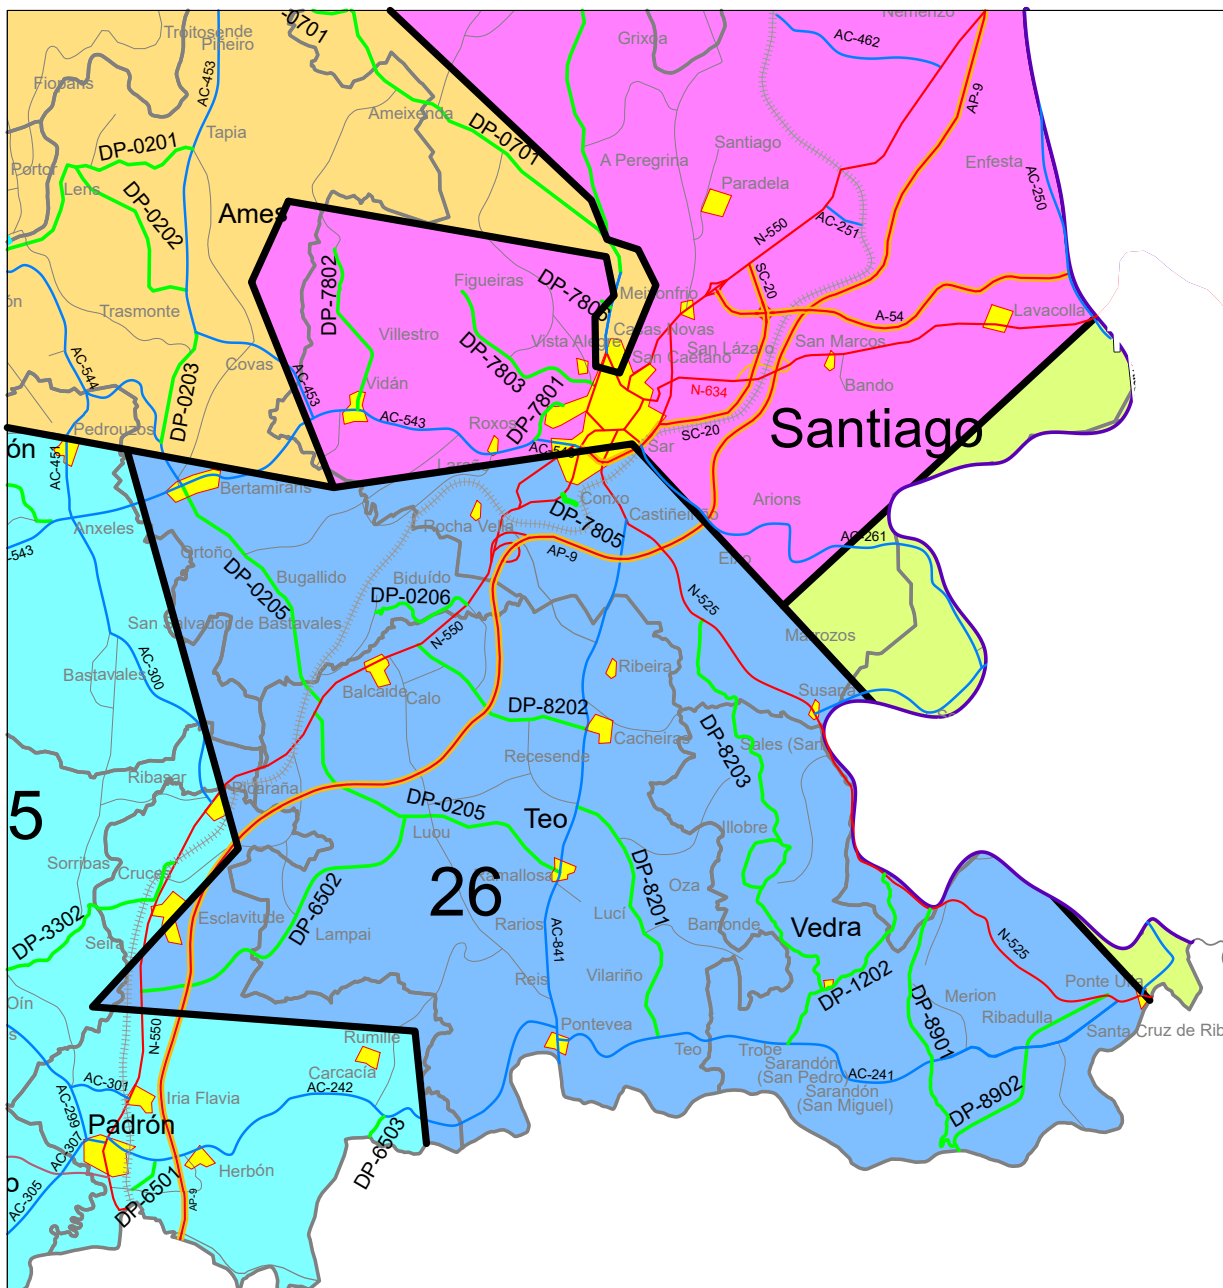 Troitosende
Piñeiro
-0701
Grixoa
AC-462
AC-453
AP-9
Ameixenda
DP-0701
Tapia
DP-0201
Portor
Lens
DP-0202
A Peregrina
Santiago
Paradela
Enfesta
AC-250
Ames
N-550
AC-251
SC-20
DP-7802
Figueiras
DP-7806
Meixonfrío
Trasmonte
Villestro
Vista Alegre
Casas Novas
San Caetano
San Lázaro
San Marcos
A-54
Lavacolla
Bando
AC-544
DP-0203
Covas
AC-453
Vidán
DP-7803
DP-7801
N-634
AC-543
Roxos
SC-20
Santiago
Pedrouzos
ón
AC-451
Bertamiráns
Laraño
Sar
Conxo
Arions
Anxeles
Rocha Vella
DP-7805
Castiñeiriño
AC-261
-543
Ortoño
AP-9
Eixo
DP-0205
Bugallido
Biduído
DP-0206
N-525
San Salvador de Bastavales
N-550
Marrozos
AC-300
Bastavales
Balcaide
Calo
Ribeira
Susana
DP-8202
Cacheiras
Recesende
DP-8203
Sales (San
Ribasar
Picaraña
5
DP-0205
Teo
Luou
Illobre
Sorribas
Cruces
Ramallosa
26
DP-6502
DP-8201
Oza
DP-3302
Esclavitude
Lampai
Rarios
Lucí
Bamonde
Vedra
Seira
AC-841
N-525
Reis
Vilariño
DP-1202
Ponte Ulla
Merion
Oín
Ribadulla
DP-8901
N-550
Rumille
Pontevea
Santa Cruz de Rib
Teo
Trobe
Carcacía
Sarandón
(San Pedro)
AC-241
Sarandón
(San Miguel)
DP-8902
AC-301
AC-242
Iria Flavia
AC-299
Padrón
AC-307
DP-6503
Herbón
DP-6501
AC-305
AP-9
o